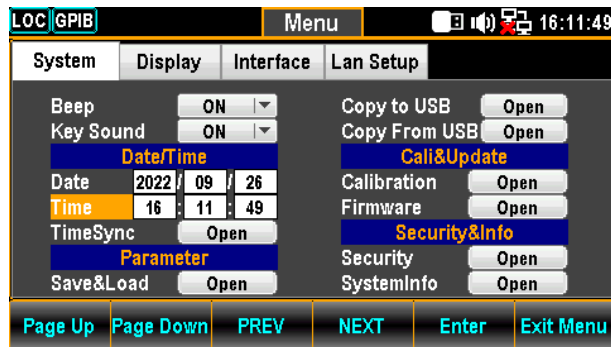 LOC GPIB Menu 16:11:49
System Display Interface Lan Setup
Beep ON Copy to USB Open
Key Sound ON Copy From USB Open
Date/Time Cali&Update
Date 2022 / 09 / 26 Calibration Open
Time 16 : 11 : 49 Firmware Open
TimeSync Open Security&Info
Parameter Security Open
Save&Load Open SystemInfo Open
Page Up Page Down PREV NEXT Enter Exit Menu